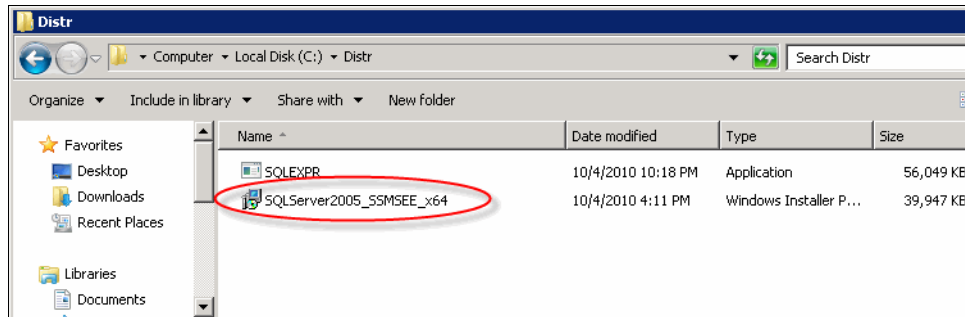 Distr
Computer Local Disk (C:) Distr Search Distr
Organize Include in library Share with New folder
Name Date modified Type Size
Favorites
Desktop
Downloads
Recent Places
Libraries
Documents
SQLEXPR 10/4/2010 10:18 PM Application 56,049 KB
SQLServer2005_SSMSEE_x64 10/4/2010 4:11 PM Windows Installer P... 39,947 KB